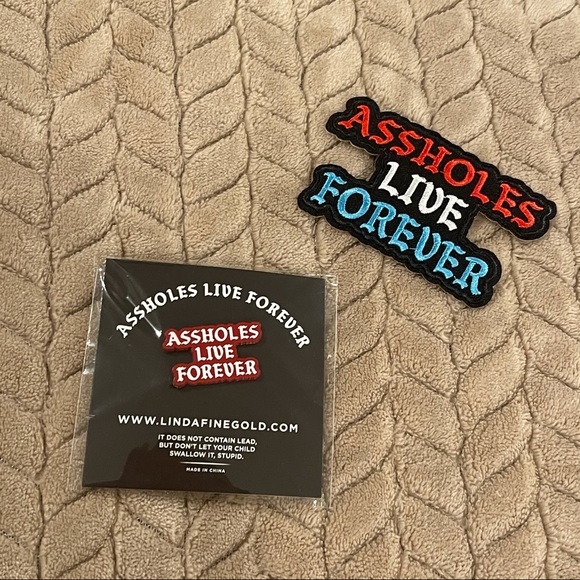 ASSHOLES
LIVE
FOREVER
ASSHOLES LIVE FOREVER
ASSHOLES
LIVE
FOREVER
WWW.LINDAFINEGOLD.COM
IT DOES NOT CONTAIN LEAD,
BUT DON'T LET YOUR CHILD
SWALLOW IT, STUPID.
MADE IN CHINA